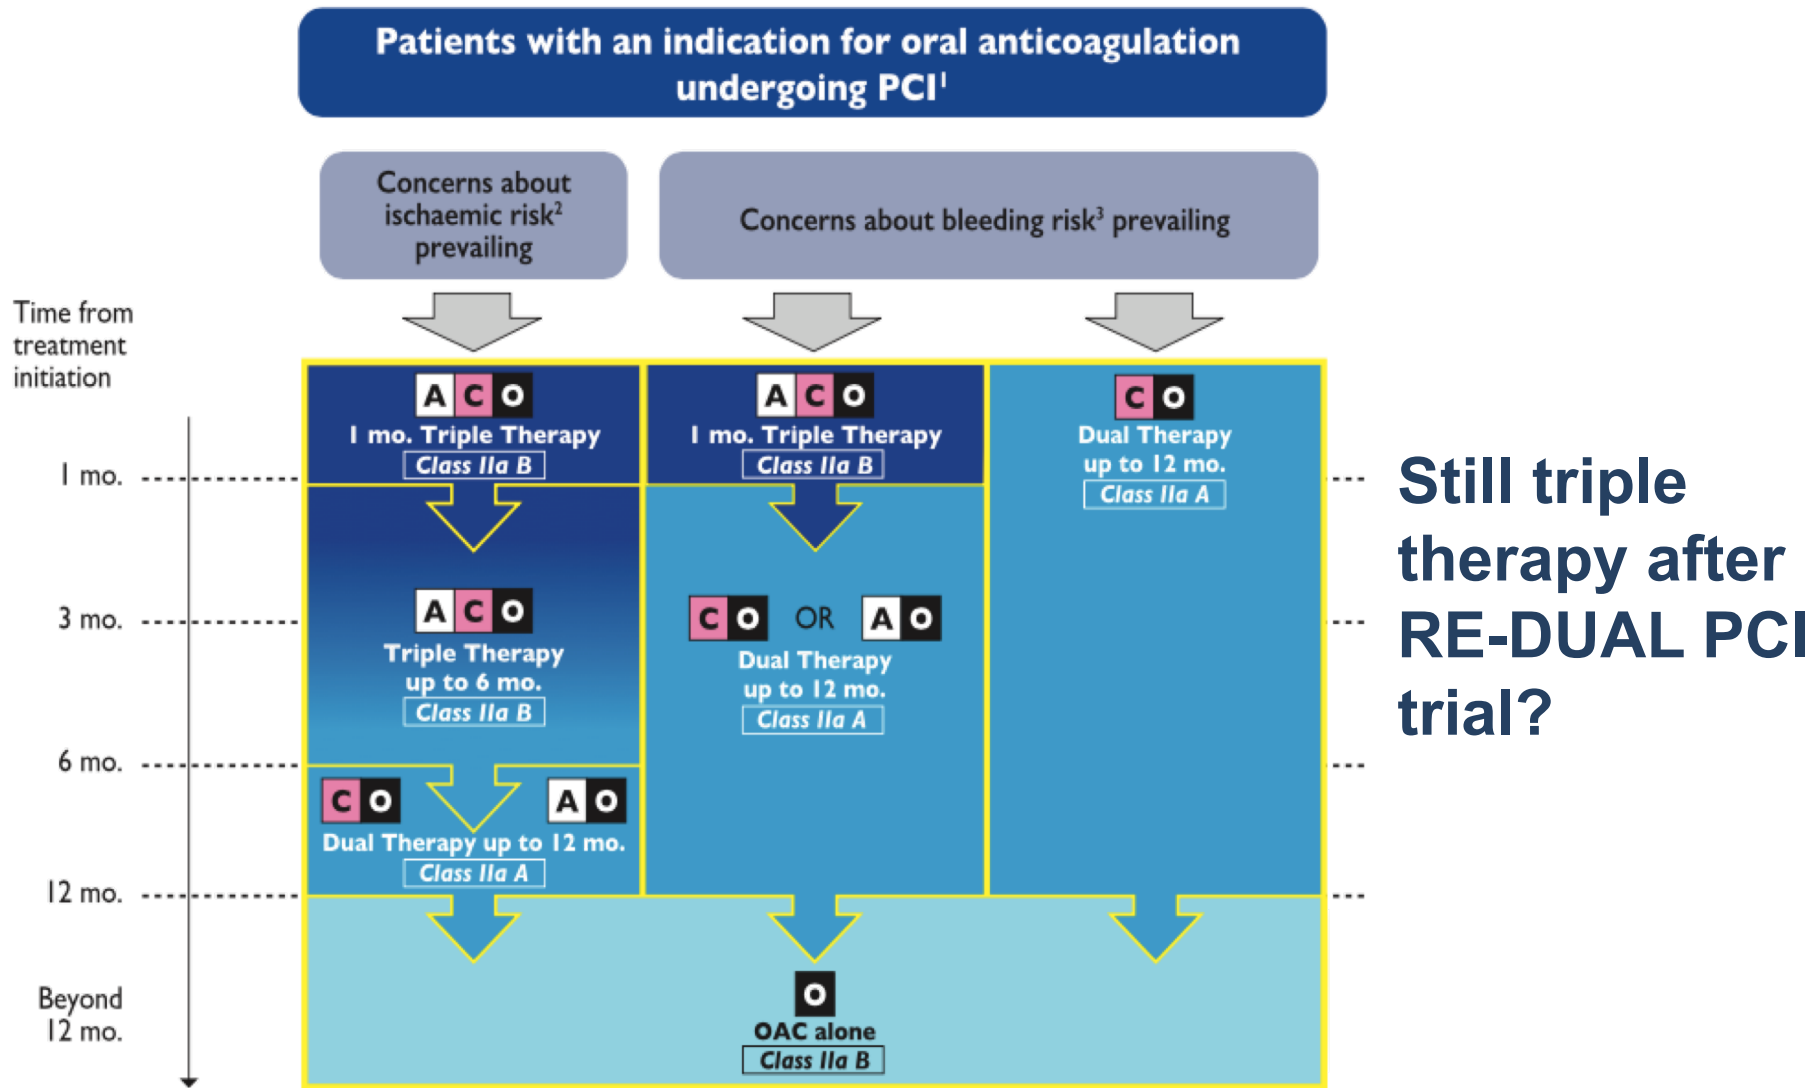 Patients with an indication for oral anticoagulation
undergoing PCI1
Concerns about
ischaemic risk2
prevailing
Concerns about bleeding risk3 prevailing
Time from
treatment
initiation
A C O
1 mo. Triple Therapy
Class IIa B
A C O
1 mo. Triple Therapy
Class IIa B
C O
Dual Therapy
up to 12 mo.
Class IIa A
1 mo.
A C O
Triple Therapy
up to 6 mo.
Class IIa B
3 mo.
C O OR A O
Dual Therapy
up to 12 mo.
Class IIa A
6 mo.
C O A O
Dual Therapy up to 12 mo.
Class IIa A
12 mo.
Beyond
12 mo.
O
OAC alone
Class IIa B
Still triple
therapy after
RE-DUAL PCI
trial?